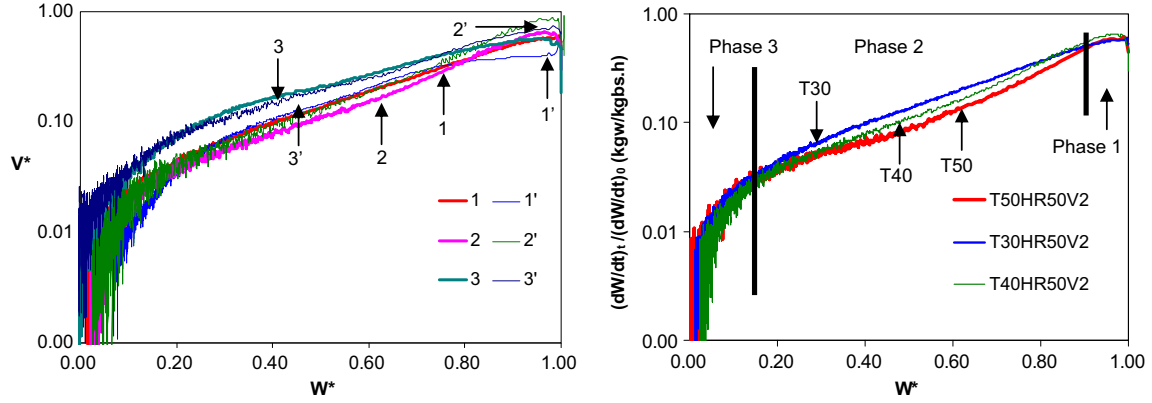 1.00
0.10
0.01
0.00
V*
0.00
0.20
0.40
0.60
0.80
1.00
W*
3
2'
1'
1
2
3'
1
1'
2
2'
3
3'
1.00
0.10
0.01
0.00
(dW/dt)t /(dW/dt)0 (kgw/kgbs.h)
0.00
0.20
0.40
0.60
0.80
1.00
W*
Phase 3
Phase 2
Phase 1
T30
T40
T50
T50HR50V2
T30HR50V2
T40HR50V2